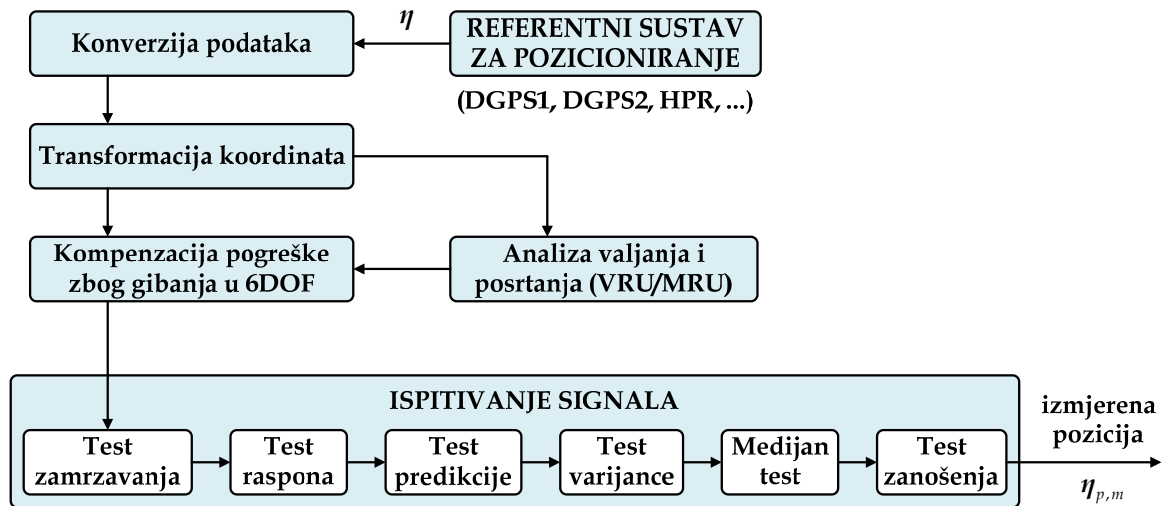 Konverzija podataka
η
REFERENTNI SUSTAV
ZA POZICIONIRANJE
(DGPS1, DGPS2, HPR, ...)
Transformacija koordinata
Kompenzacija pogreške
zbog gibanja u 6DOF
Analiza valjanja i
posrtanja (VRU/MRU)
ISPITIVANJE SIGNALA
Test
zamrzavanja
Test
raspona
Test
predikcije
Test
varijance
Medijan
test
Test
zanošenja
izmjerena
pozicija
η p,m